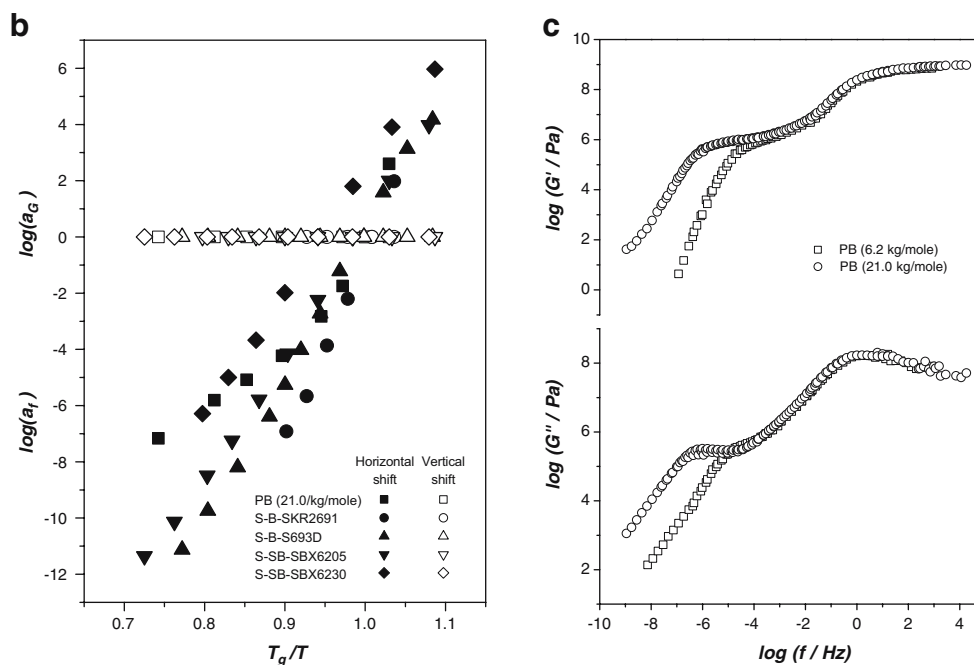 b
6
4
2
0
-2
-4
-6
-8
-10
-12
log(a_G)
log(a_f)
Horizontal shift
Vertical shift
PB (21.0/kg/mole)
S-B-SKR2691
S-B-S693D
S-SB-SBX6205
S-SB-SBX6230
0.7 0.8 0.9 1.0 1.1
T_g/T
c
10
8
6
4
2
0
log (G' / Pa)
PB (6.2 kg/mole)
PB (21.0 kg/mole)
8
6
4
2
log (G'' / Pa)
-10 -8 -6 -4 -2 0 2 4
log (f / Hz)